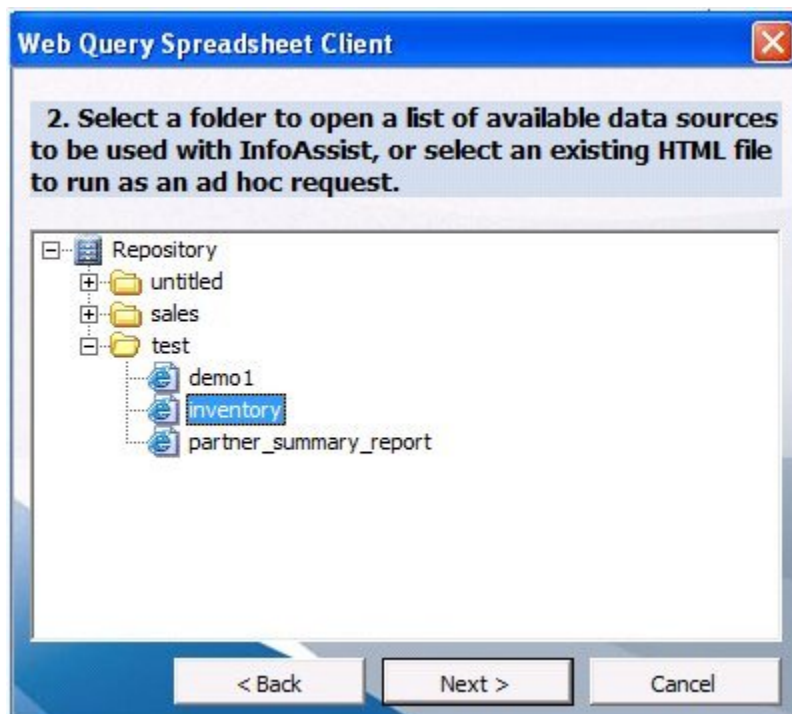 Web Query Spreadsheet Client
2. Select a folder to open a list of available data sources
to be used with InfoAssist, or select an existing HTML file
to run as an ad hoc request.
Repository
untitled
sales
test
demo1
inventory
partner_summary_report
< Back
Next >
Cancel